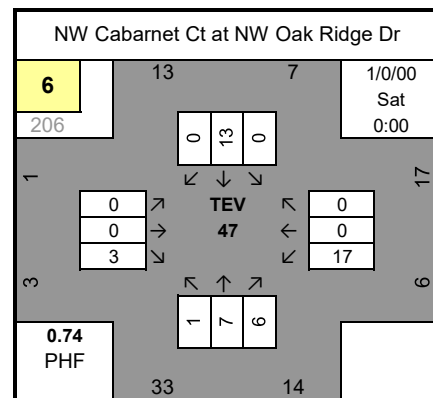 NW Cabarnet Ct at NW Oak Ridge Dr
6
206
13
7
1/0/00
Sat
0:00
0 13 0
↙ ↓ ↘
1
17
0 ↗ TEV ↖ 0
0 → 47 ← 0
3 ↘ ↙ 17
3
6
↖ ↑ ↗
1 7 6
0.74
PHF
33
14